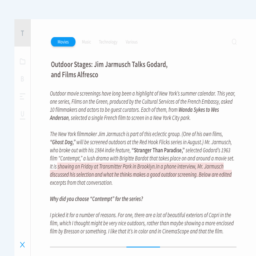 Movies
Outdoor Stages: Jim Jarmusch Talks Godard,
and Films Alfresco
Outdoor movie screenings have long been a highlight of New York's summer calendar. This year,
one series, Films on the Green, produced by the Cultural Services of the French Embassy, asked
10 filmmakers and actors to be guest curators. Each of them, from Wanda Sykes to Wes
Anderson, selected a single French film to screen in a New York City park.
The New York filmmaker Jim Jarmusch is part of this eclectic group. (One of his own films,
"Ghost Dog," will be screened outdoors at the Red Hook Flicks series in August.) Mr. Jarmusch,
who broke out with his 1984 indie feature, "Stranger Than Paradise," selected Godard's 1963
film "Contempt," a lush drama with Brigitte Bardot that takes place on and around a movie set.
It is showing on Friday at Transmitter Park in Brooklyn. In a phone interview, Mr. Jarmusch
discussed his selection and what he thinks makes a good outdoor screening. Below are edited
excerpts from that conversation.
Why did you choose "Contempt" for the series?
I picked it for a number of reasons. For one, there are a lot of beautiful exteriors of Capri in the
film, which I thought might be very nice outdoors, rather than maybe showing a more enclosed
film by Bresson or something. I like that it's in color and in CinemaScope and that the film.